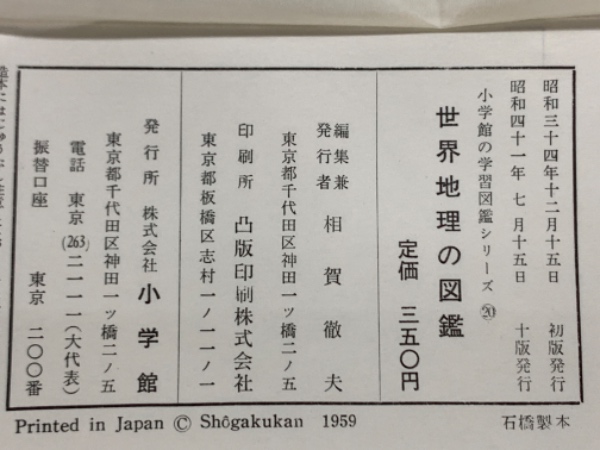 昭和三十四年十二月十五日 初版発行
昭和四十一年 七月十五日 十版発行
小学館の学習図鑑シリーズ ⑳
世界地理の図鑑
定価 三五〇円
編集兼
発行者 相賀徹夫
東京都千代田区神田一ッ橋二ノ五
印刷所 凸版印刷株式会社
東京都板橋区志村一ノ一一ノ一
発行所 株式会社 小学館
東京都千代田区神田一ッ橋二ノ五
電話 東京(263)二一一一(大代表)
振替口座 東京 二〇〇番
Printed in Japan © Shôgakukan 1959
石橋製本